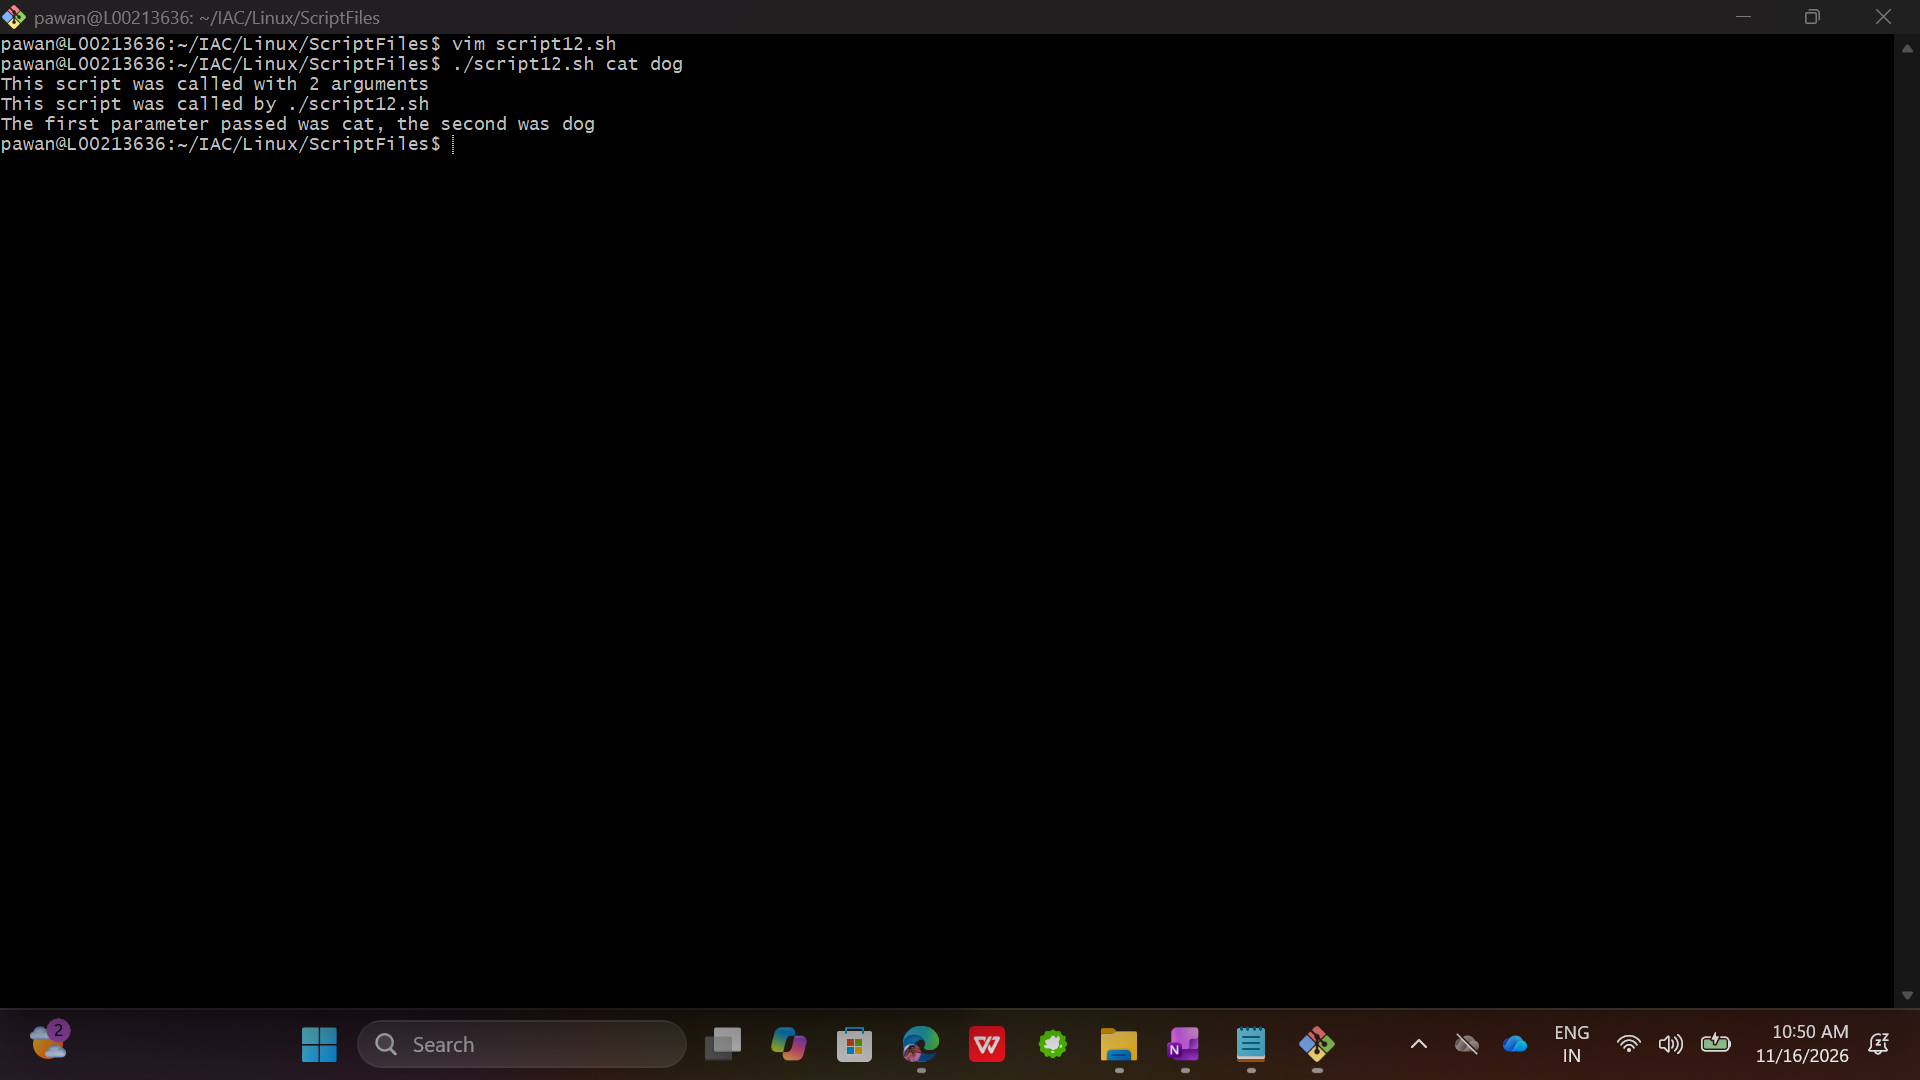 pawan@L00213636: ~/IAC/Linux/ScriptFiles
pawan@L00213636:~/IAC/Linux/ScriptFiles$ vim script12.sh
pawan@L00213636:~/IAC/Linux/ScriptFiles$ ./script12.sh cat dog
This script was called with 2 arguments
This script was called by ./script12.sh
The first parameter passed was cat, the second was dog
pawan@L00213636:~/IAC/Linux/ScriptFiles$
2
Search
W
N
ENG
IN
10:50 AM
11/16/2026